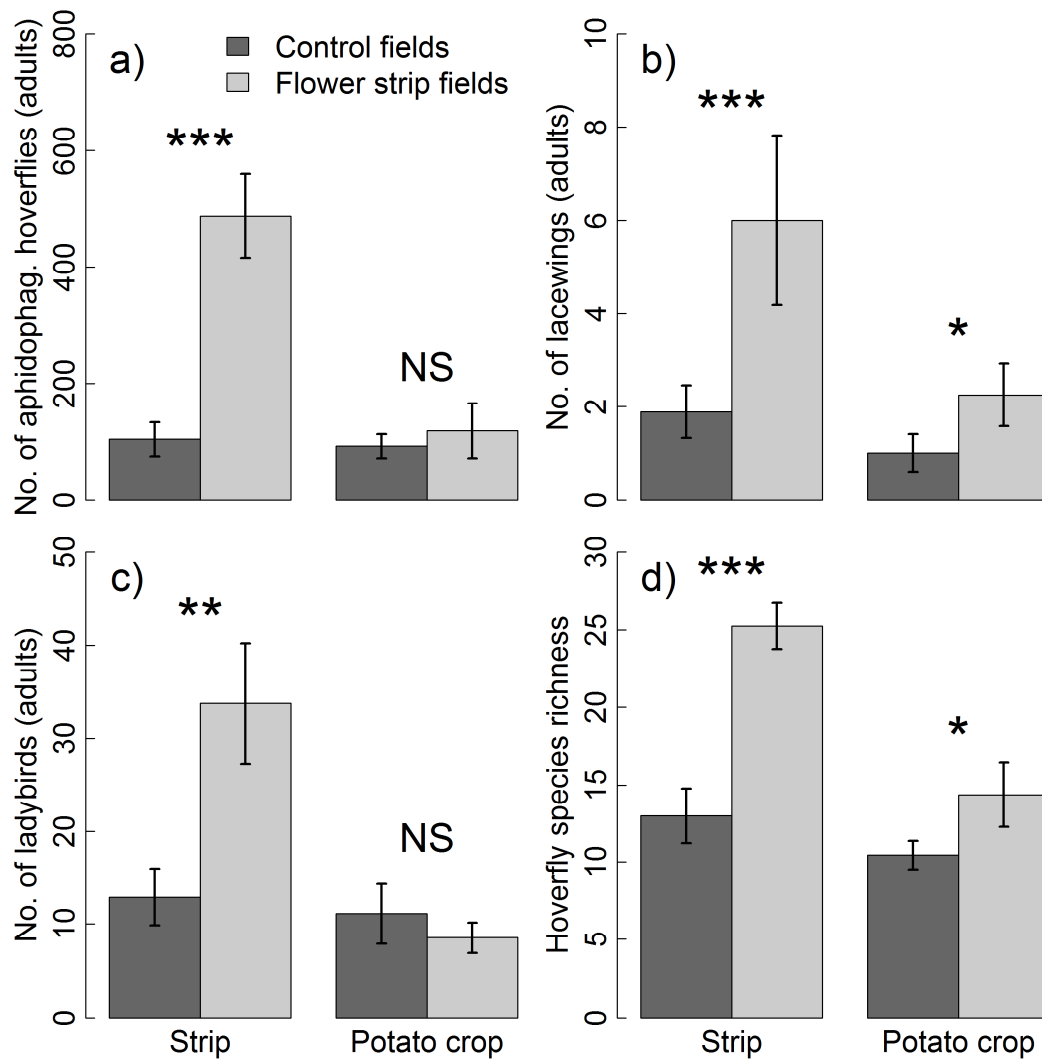 a)
Control fields
Flower strip fields
No. of aphidophag. hoverflies (adults)
0
200
400
600
800
***
NS
b)
No. of lacewings (adults)
0
2
4
6
8
10
***
*
c)
No. of ladybirds (adults)
0
10
20
30
40
50
**
NS
Strip
Potato crop
d)
Hoverfly species richness
0
5
10
15
20
25
30
***
*
Strip
Potato crop